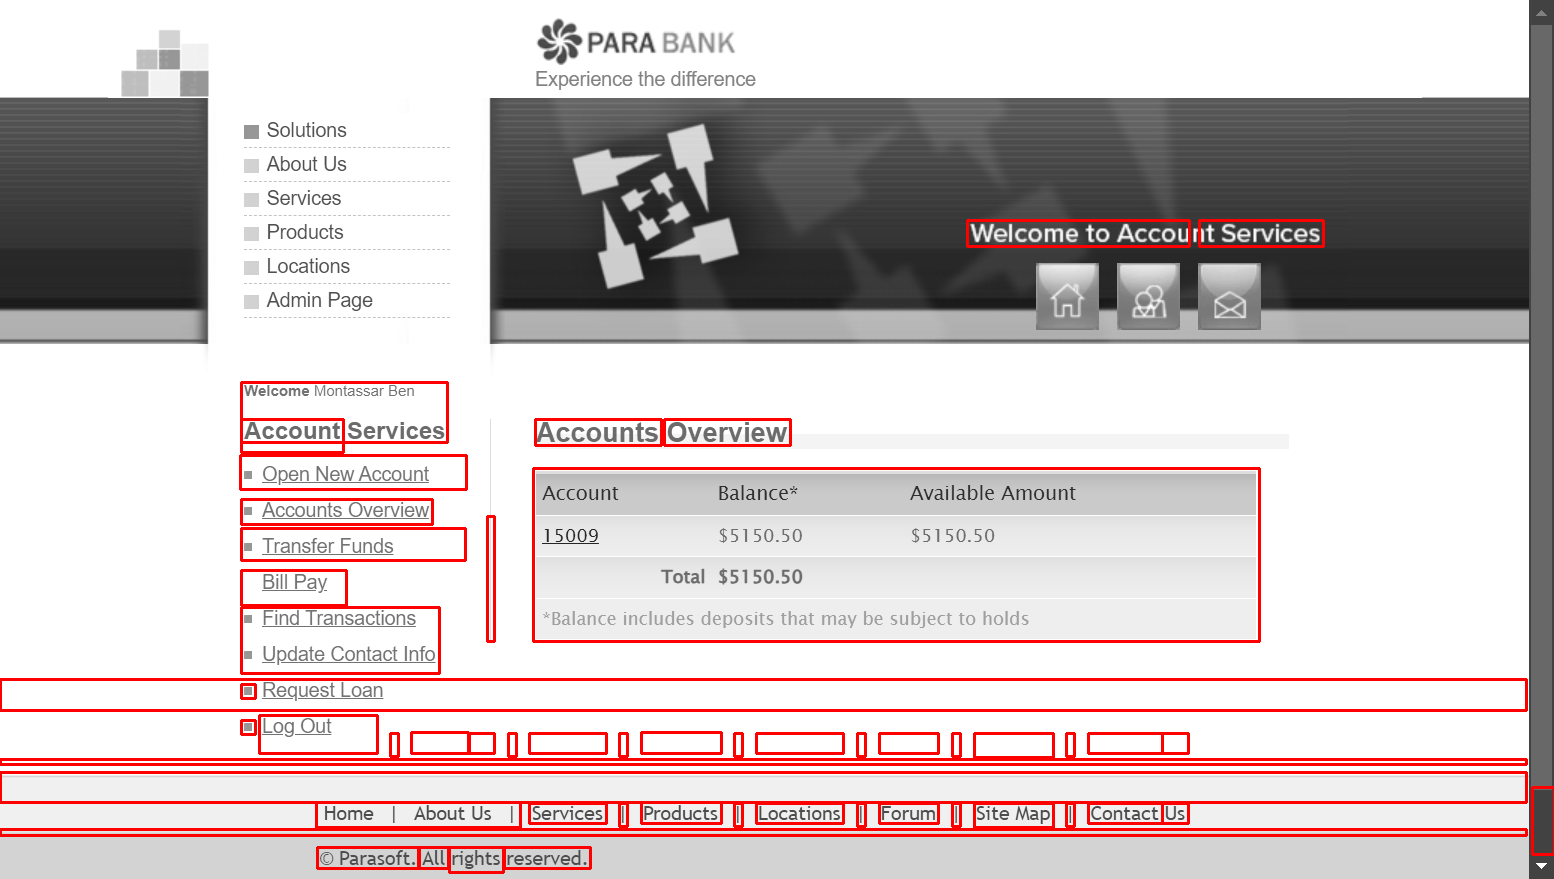 PARA BANK
Experience the difference
Solutions
About Us
Services
Products
Locations
Admin Page
Welcome to Account Services
Welcome Montassar Ben
Account Services
Open New Account
Accounts Overview
Transfer Funds
Bill Pay
Find Transactions
Update Contact Info
Request Loan
Log Out
Accounts Overview
Account Balance* Available Amount
15009 $5150.50 $5150.50
Total $5150.50
*Balance includes deposits that may be subject to holds
Home | About Us | Services | Products | Locations | Forum | Site Map | Contact Us
© Parasoft. All rights reserved.